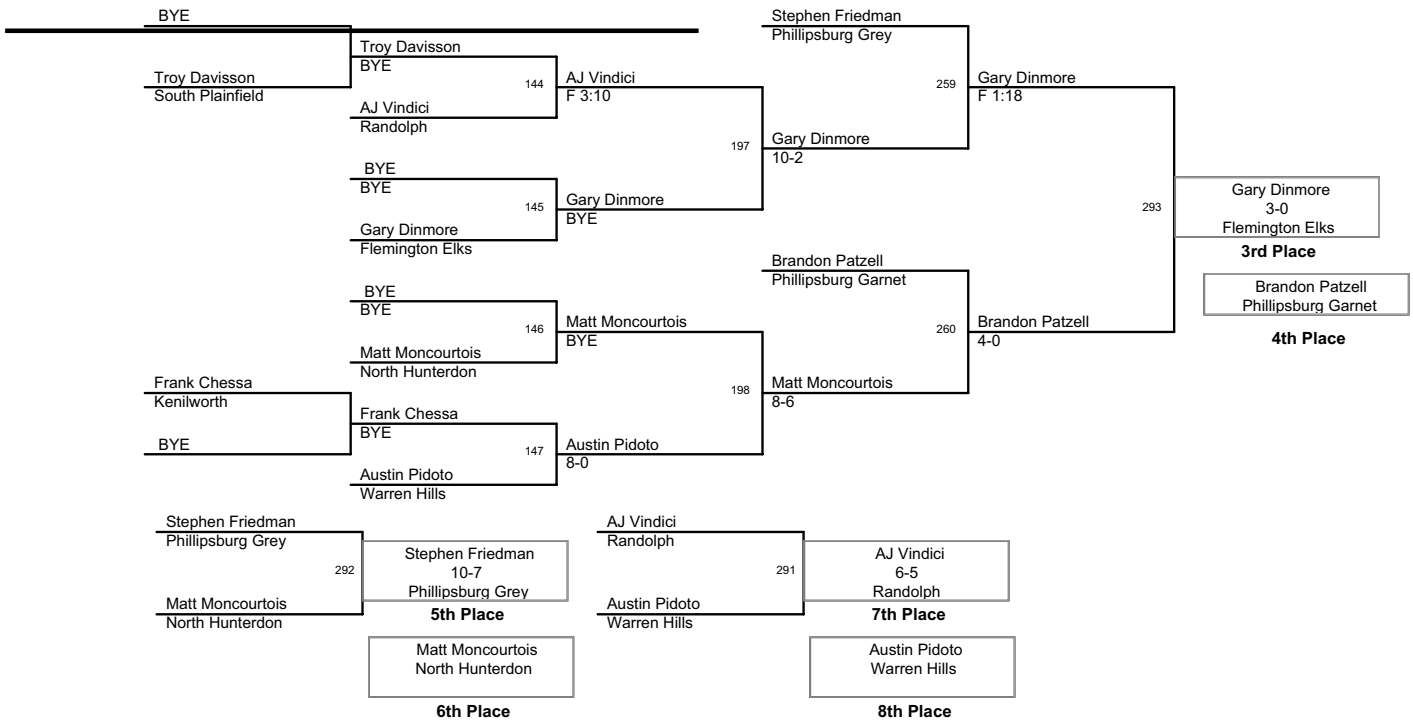 BYE
Troy Davisson
South Plainfield
Troy Davisson
BYE
144
AJ Vindici
Randolph
AJ Vindici
F 3:10
BYE
BYE
145
Gary Dinmore
Flemington Elks
Gary Dinmore
BYE
197
Gary Dinmore
10-2
Stephen Friedman
Phillipsburg Grey
259
Gary Dinmore
F 1:18
BYE
BYE
146
Matt Moncourtois
North Hunterdon
Matt Moncourtois
BYE
Frank Chessa
Kenilworth
BYE
Frank Chessa
BYE
147
Austin Pidoto
Warren Hills
Austin Pidoto
8-0
198
Matt Moncourtois
8-6
Brandon Patzell
Phillipsburg Garnet
260
Brandon Patzell
4-0
293
Gary Dinmore
3-0
Flemington Elks
3rd Place
Brandon Patzell
Phillipsburg Garnet
4th Place
Stephen Friedman
Phillipsburg Grey
292
Matt Moncourtois
North Hunterdon
Stephen Friedman
10-7
Phillipsburg Grey
5th Place
Matt Moncourtois
North Hunterdon
6th Place
AJ Vindici
Randolph
291
Austin Pidoto
Warren Hills
AJ Vindici
6-5
Randolph
7th Place
Austin Pidoto
Warren Hills
8th Place